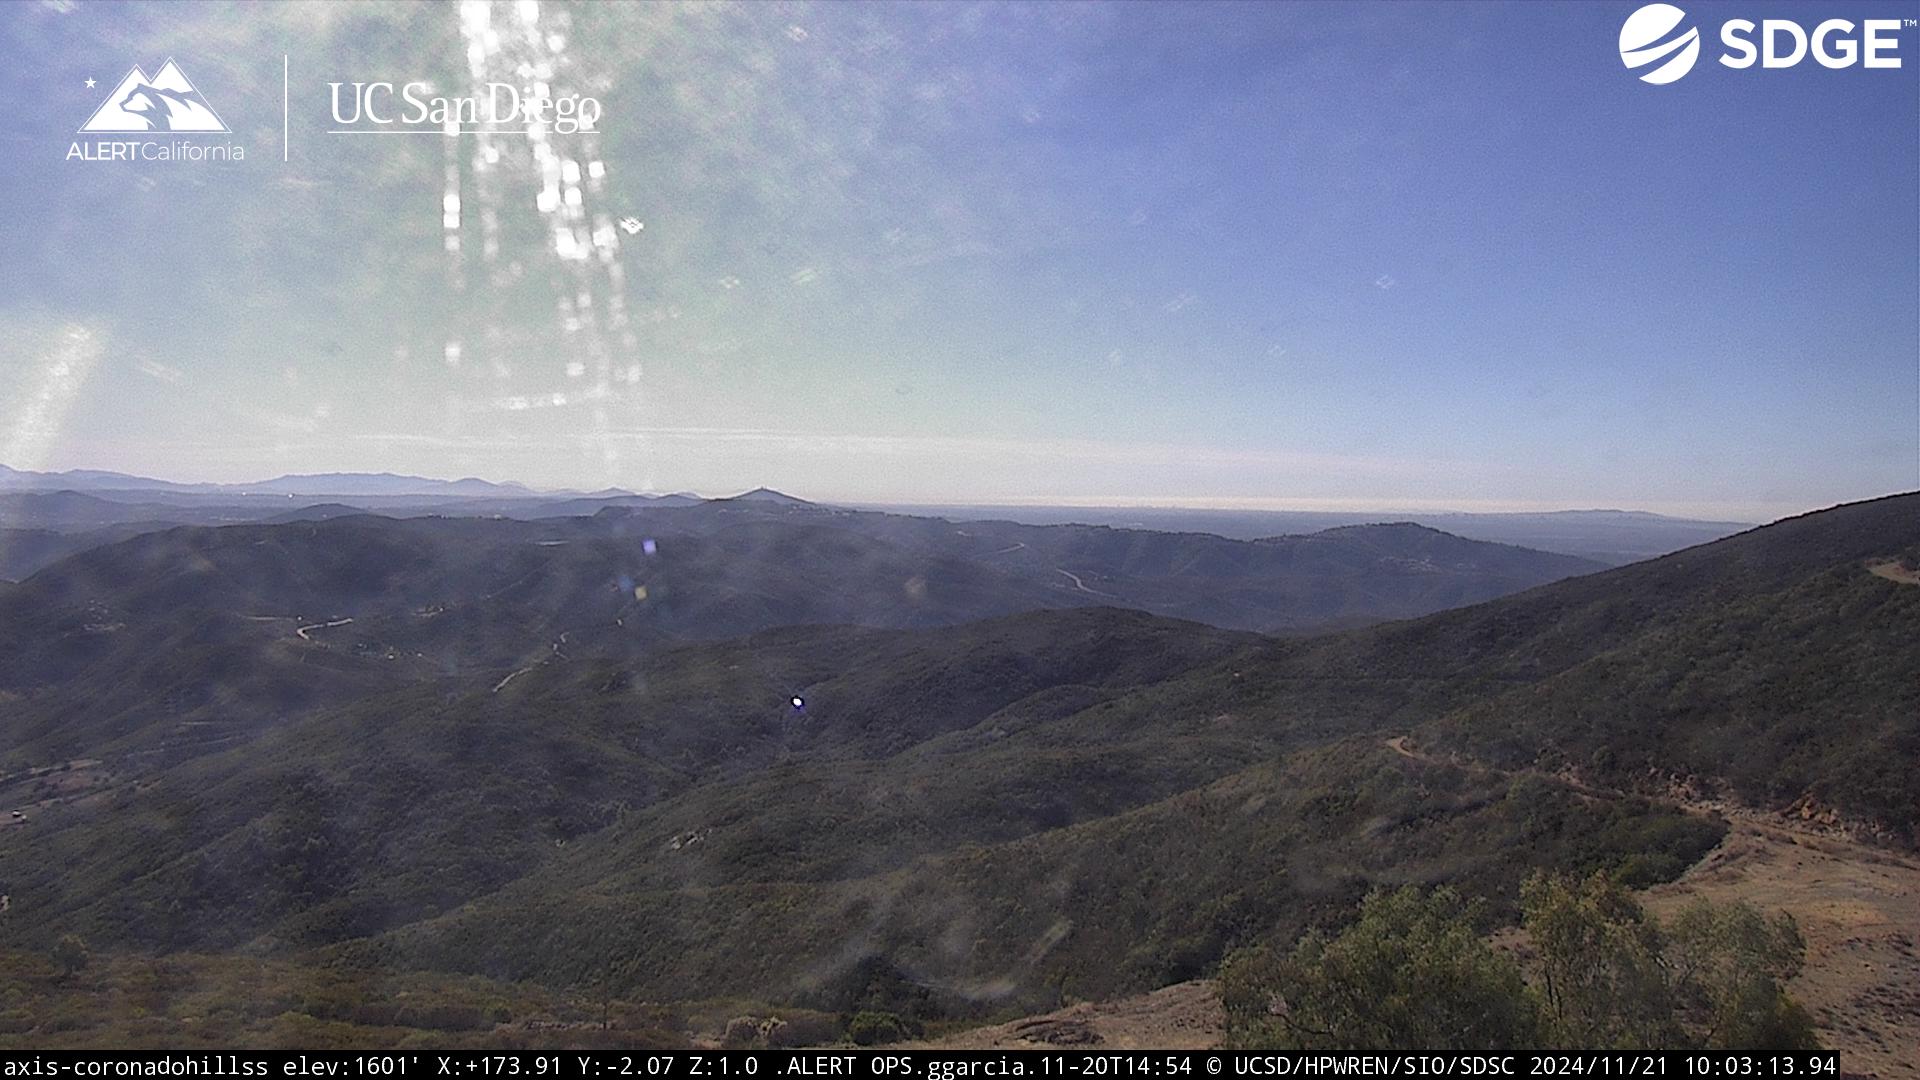 ALERTCalifornia
UC San Diego
SDGE™
axis-coronadohillss elev:1601' X:+173.91 Y:-2.07 Z:1.0 .ALERT OPS.ggarcia.11-20T14:54 © UCSD/HPWREN/SIO/SDSC 2024/11/21 10:03:13.94